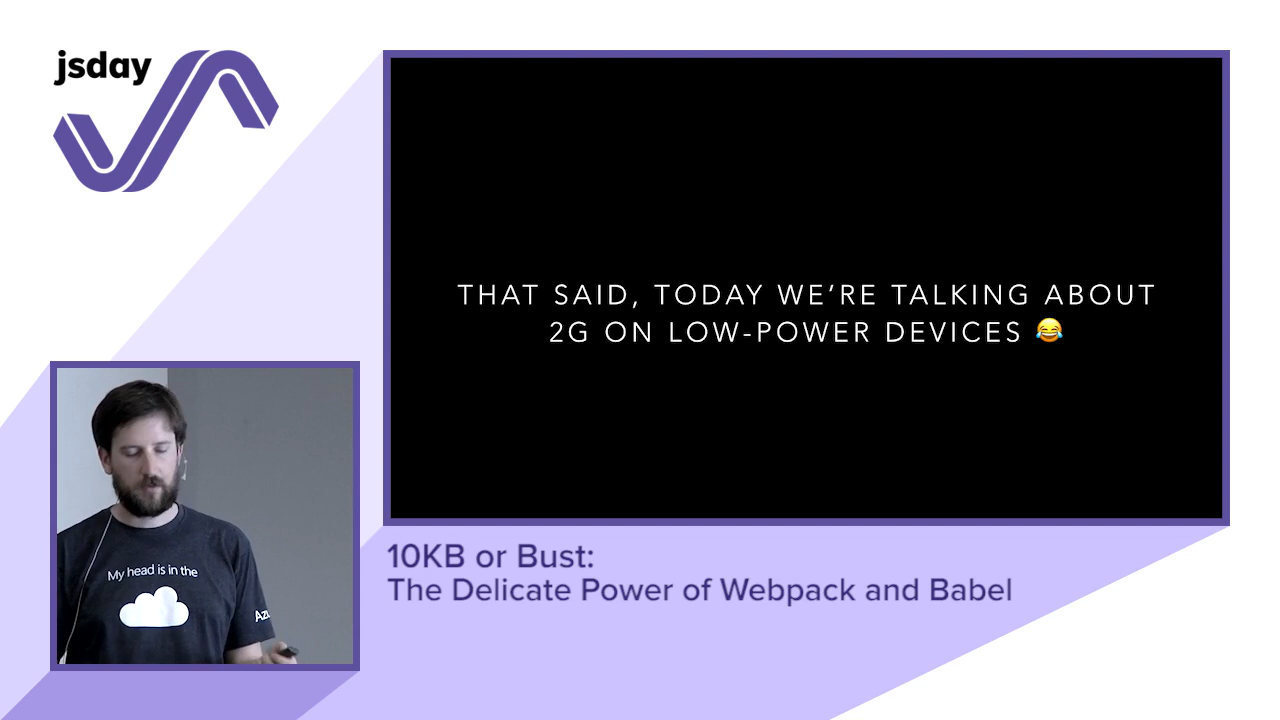 jsday
THAT SAID, TODAY WE’RE TALKING ABOUT
2G ON LOW-POWER DEVICES 😂
10KB or Bust:
The Delicate Power of Webpack and Babel
My head is in the